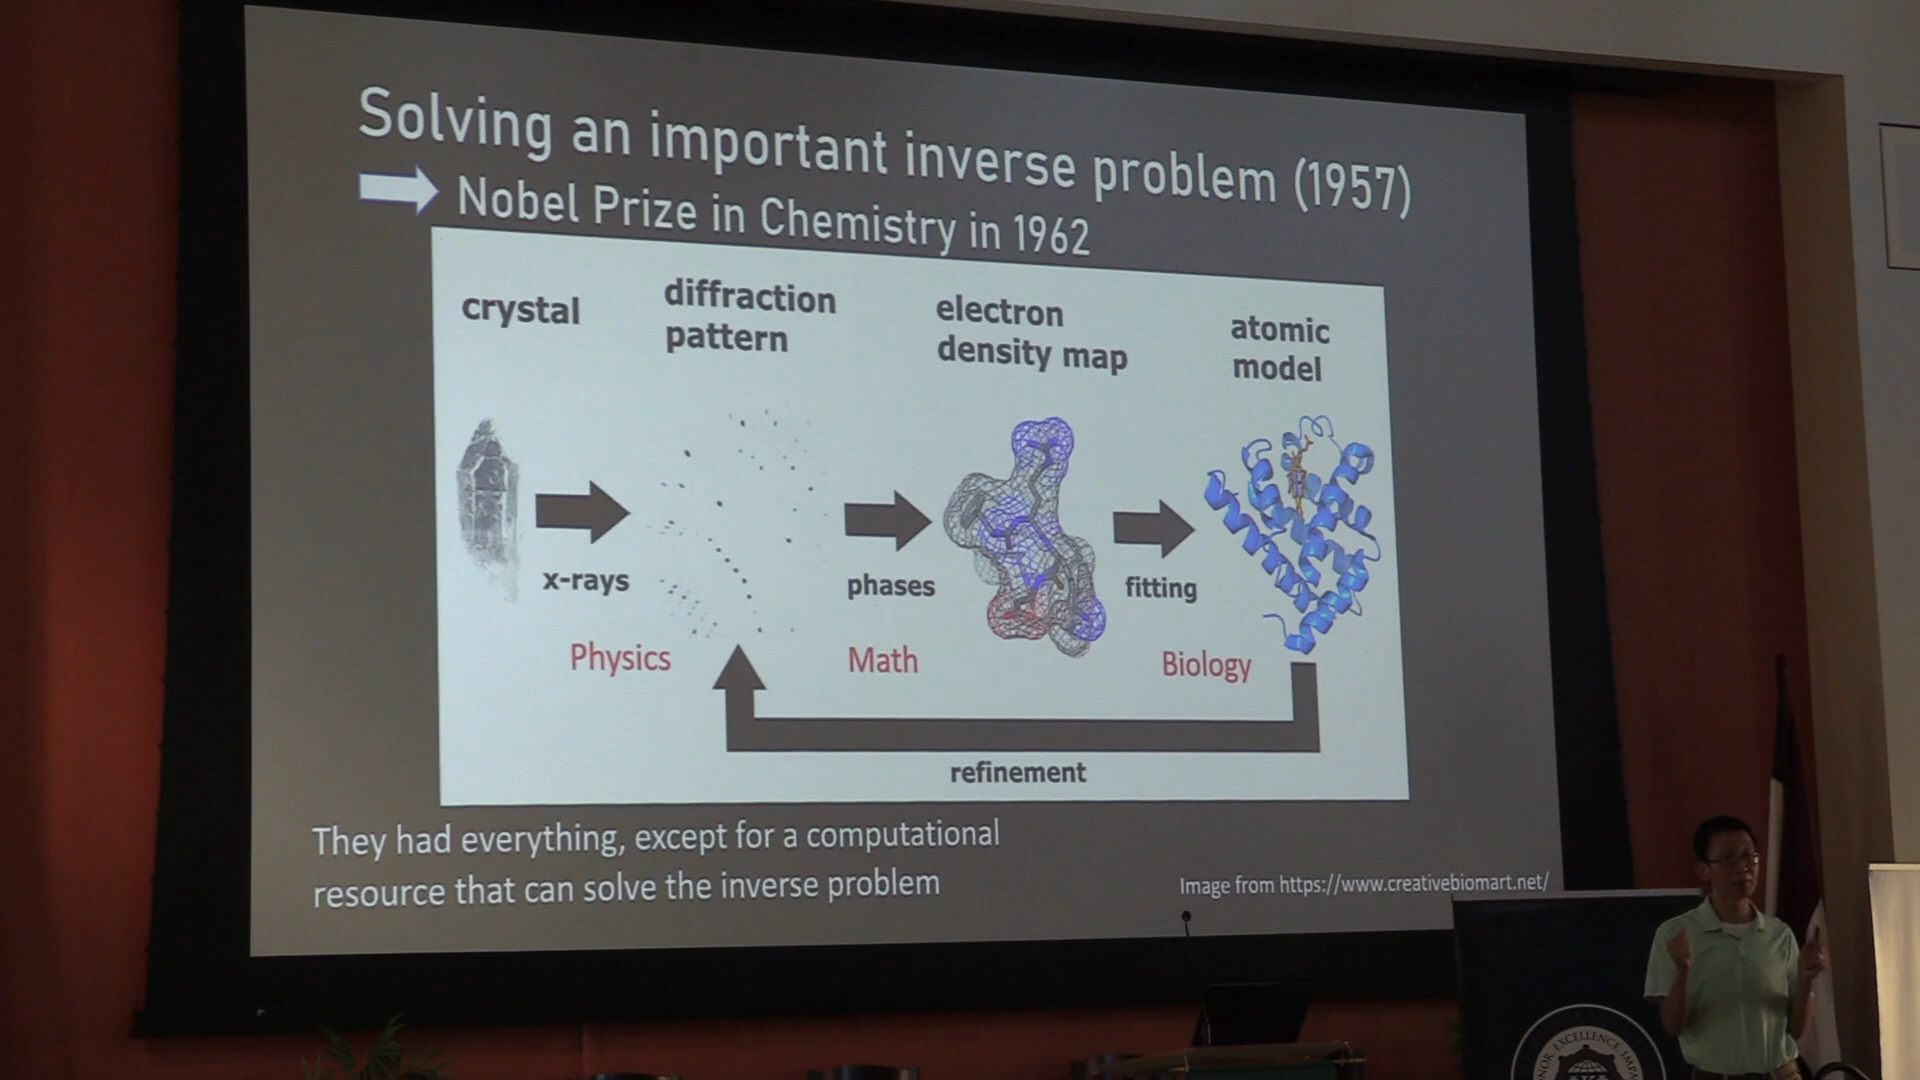 Solving an important inverse problem (1957)
Nobel Prize in Chemistry in 1962
crystal
diffraction
pattern
electron
density map
atomic
model
x-rays
phases
fitting
Physics
Math
Biology
refinement
They had everything, except for a computational
resource that can solve the inverse problem
Image from https://www.creativebiomart.net/
EXCELLENCE